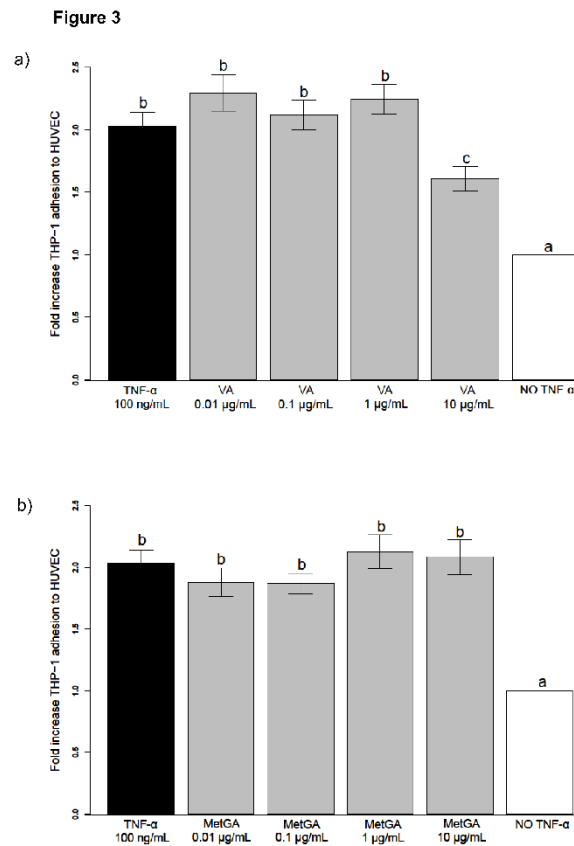 Figure 3
a)
Fold increase THP-1 adhesion to HUVEC
0.0 0.5 1.0 1.5 2.0 2.5
b b b b c a
TNF-α VA VA VA VA NO TNF-α
100 ng/mL 0.01 µg/mL 0.1 µg/mL 1 µg/mL 10 µg/mL
b)
Fold increase THP-1 adhesion to HUVEC
0.0 0.5 1.0 1.5 2.0 2.5
b b b b b a
TNF-α MetGA MetGA MetGA MetGA NO TNF-α
100 ng/mL 0.01 µg/mL 0.1 µg/mL 1 µg/mL 10 µg/mL